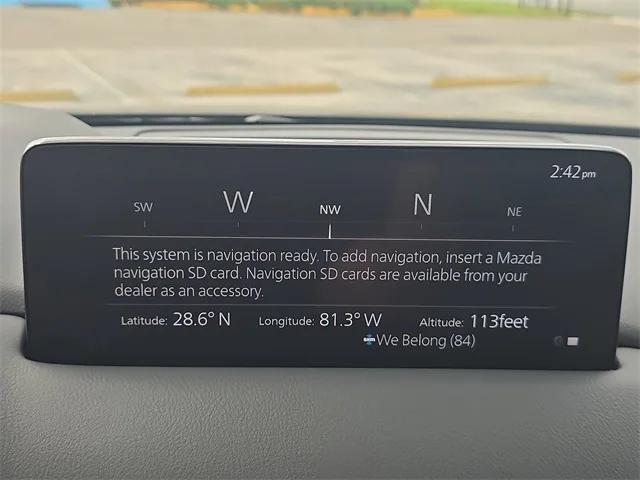 2:42pm
SW W NW N NE
This system is navigation ready. To add navigation, insert a Mazda
navigation SD card. Navigation SD cards are available from your
dealer as an accessory.
Latitude: 28.6° N Longitude: 81.3° W Altitude: 113feet
sxm We Belong (84)